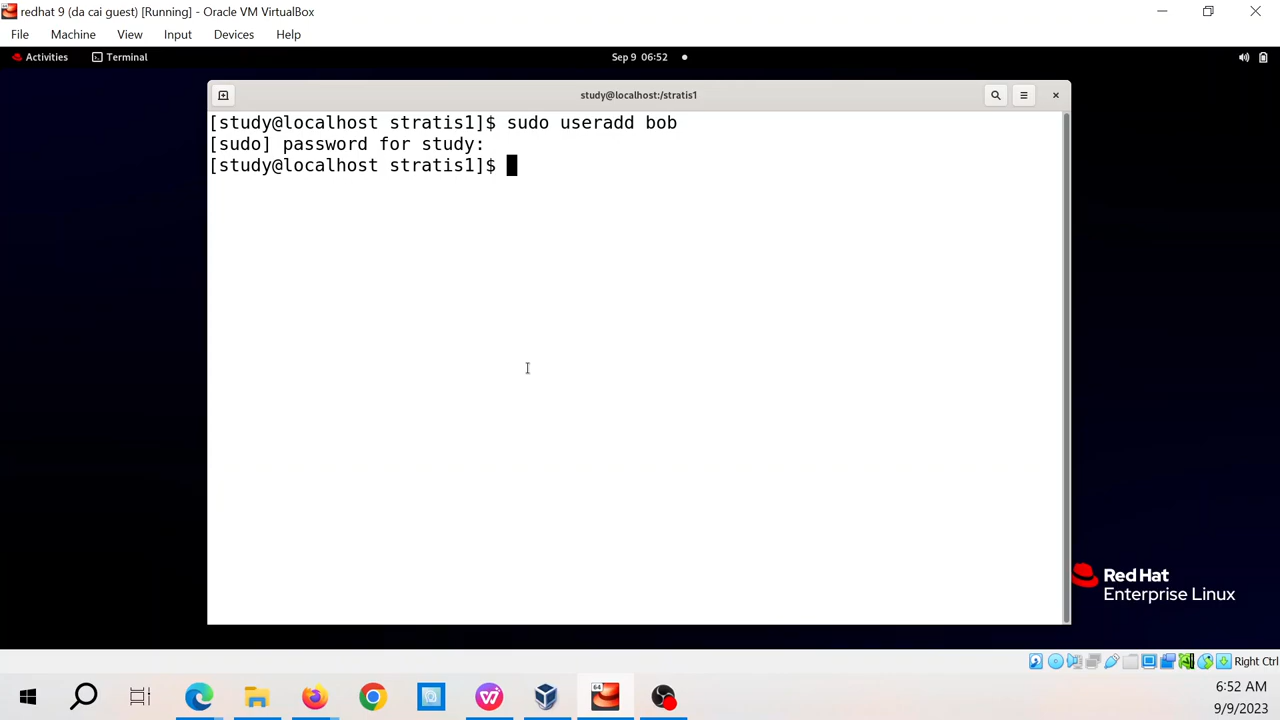 redhat 9 (da cai guest) [Running] - Oracle VM VirtualBox
File Machine View Input Devices Help
Activities Terminal Sep 9 06:52
study@localhost:/stratis1
[study@localhost stratis1]$ sudo useradd bob
[sudo] password for study:
[study@localhost stratis1]$
Red Hat
Enterprise Linux
Right Ctrl
64
6:52 AM
9/9/2023